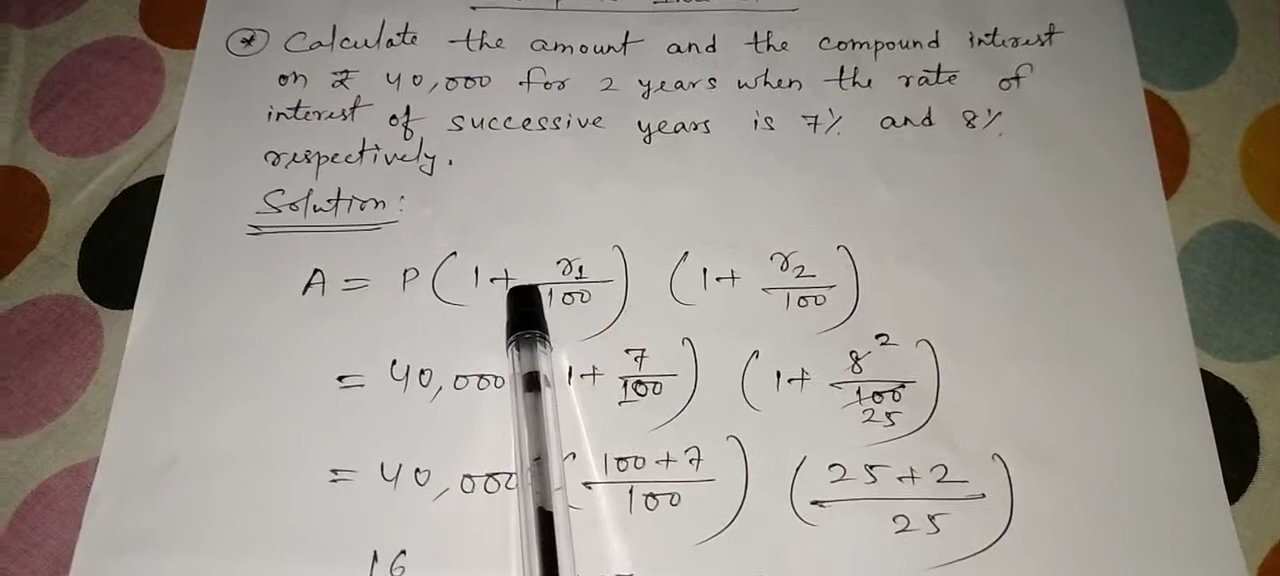 * Calculate the amount and the compound interest
on ₹ 40,000 for 2 years when the rate of
interest of successive years is 7% and 8%
respectively.
Solution:
A = P(1+ r1/100) (1+ r2/100)
= 40,000 1+ 7/100) (1+ 8 2/100 25)
= 40,000 (100+7/100) (25+2/25)
16